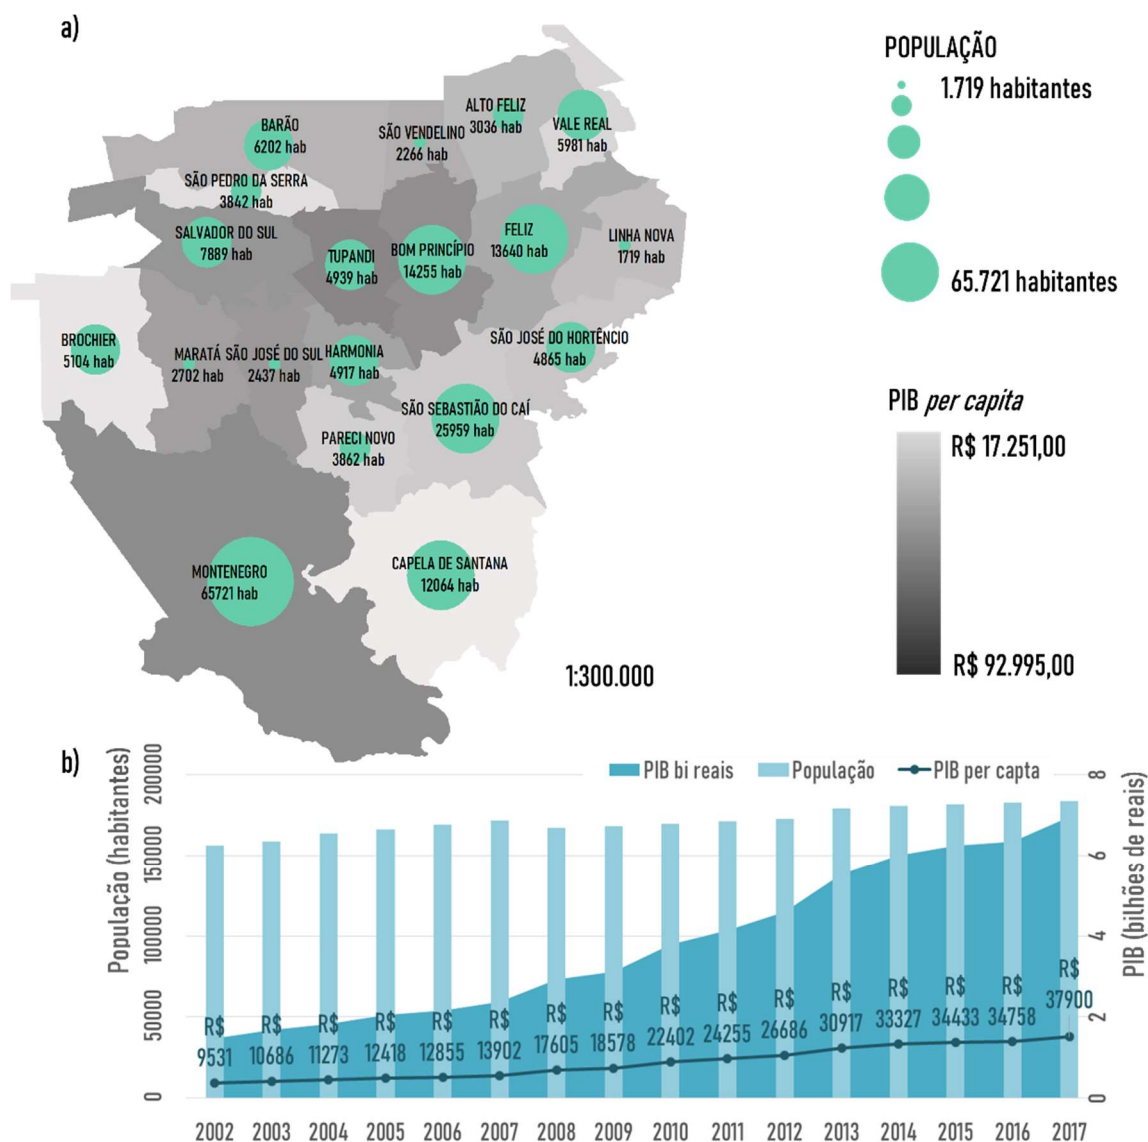 a)
POPULAÇÃO
1.719 habitantes
65.721 habitantes
ALTO FELIZ
3036 hab
VALE REAL
5981 hab
BARÃO
6202 hab
SÃO VENDELINO
2266 hab
SÃO PEDRO DA SERRA
3842 hab
SALVADOR DO SUL
7889 hab
TUPANDI
4939 hab
BOM PRINCÍPIO
14255 hab
FELIZ
13640 hab
LINHA NOVA
1719 hab
BROCHIER
5104 hab
MARATÁ
2702 hab
SÃO JOSÉ DO SUL
2437 hab
HARMONIA
4917 hab
SÃO JOSÉ DO HORTÊNCIO
4865 hab
SÃO SEBASTIÃO DO CAÍ
25959 hab
PARECI NOVO
3862 hab
MONTENEGRO
65721 hab
CAPELA DE SANTANA
12064 hab
PIB per capita
R$ 17.251,00
R$ 92.995,00
1:300.000
b)
PIB bi reais População PIB per capta
População (habitantes)
200000
150000
100000
50000
0
PIB (bilhões de reais)
8
6
4
2
0
R$ 9531
R$ 10686
R$ 11273
R$ 12418
R$ 12855
R$ 13902
R$ 17605
R$ 18578
R$ 22402
R$ 24255
R$ 26686
R$ 30917
R$ 33327
R$ 34433
R$ 34758
R$ 37900
2002 2003 2004 2005 2006 2007 2008 2009 2010 2011 2012 2013 2014 2015 2016 2017